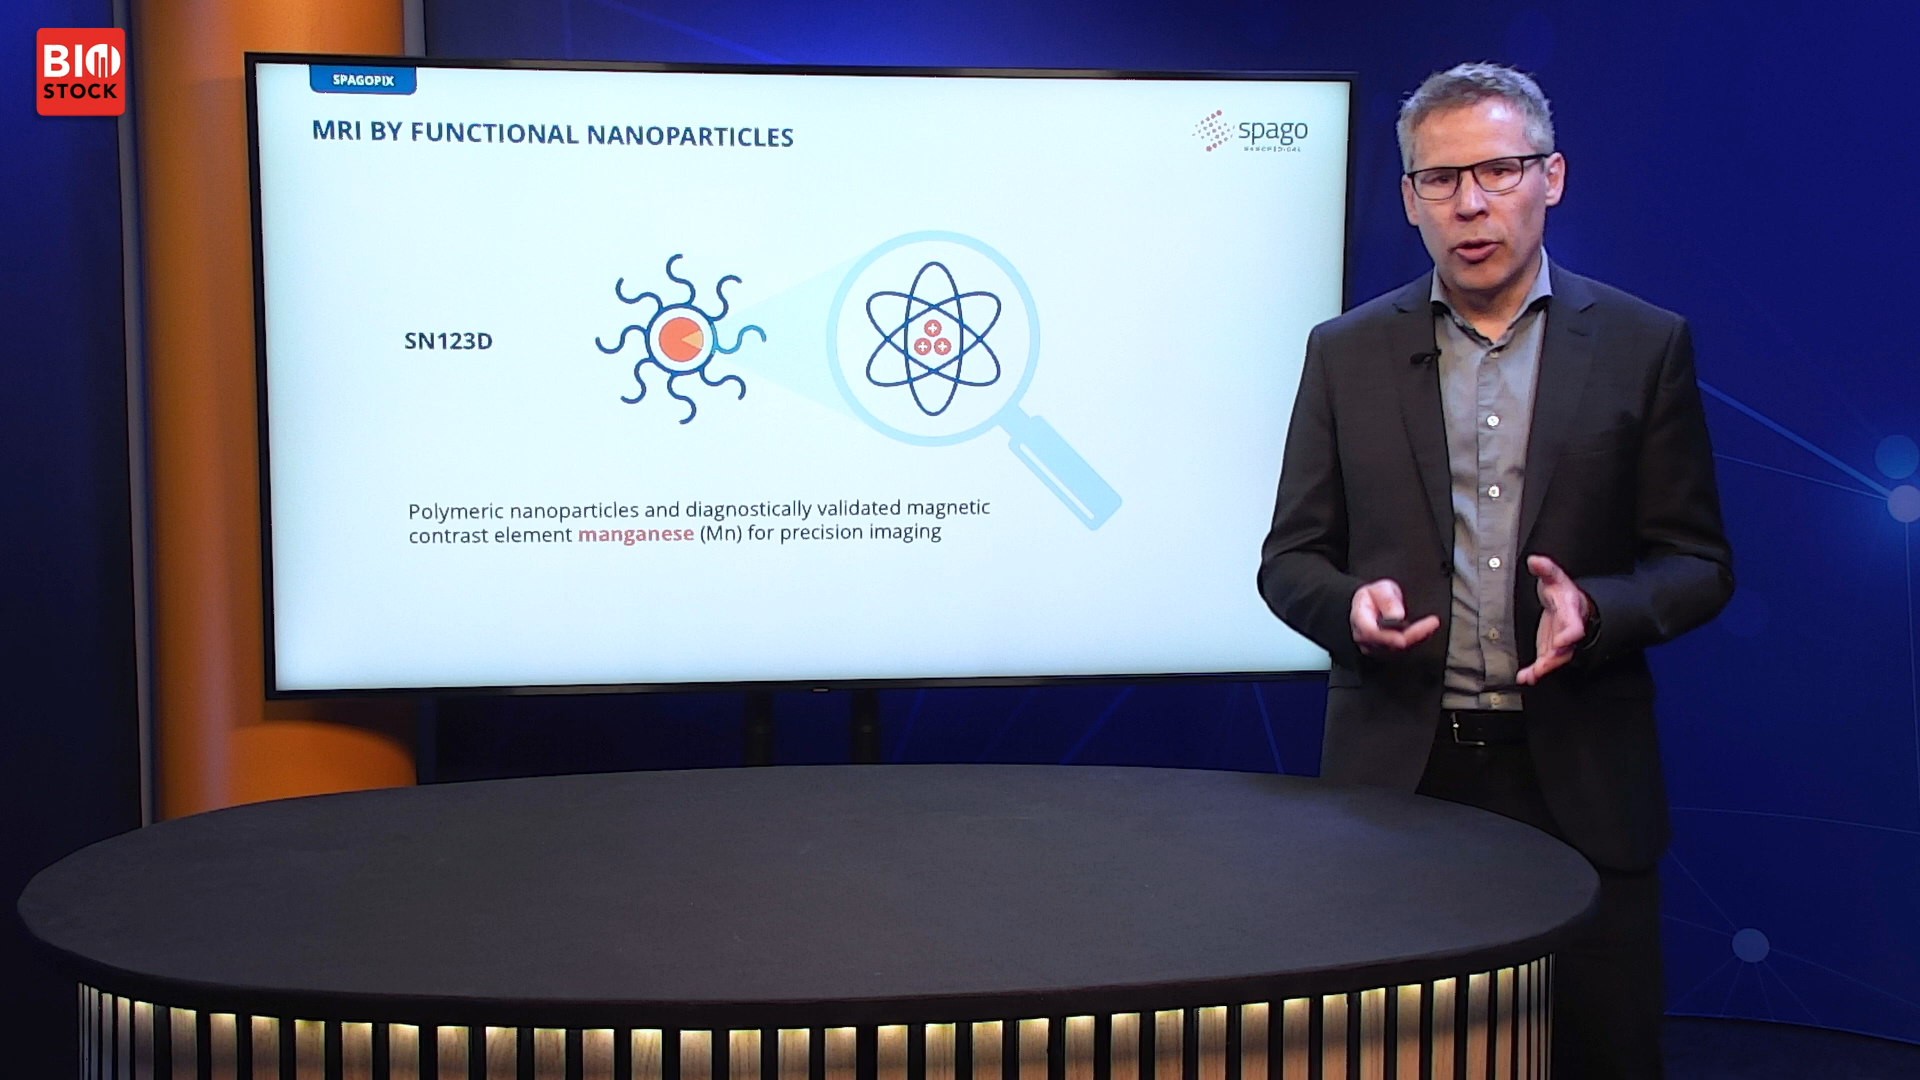 BIO
STOCK
SPAGOPIX
MRI BY FUNCTIONAL NANOPARTICLES
spago
NANOMEDICAL
SN123D
Polymeric nanoparticles and diagnostically validated magnetic
contrast element manganese (Mn) for precision imaging